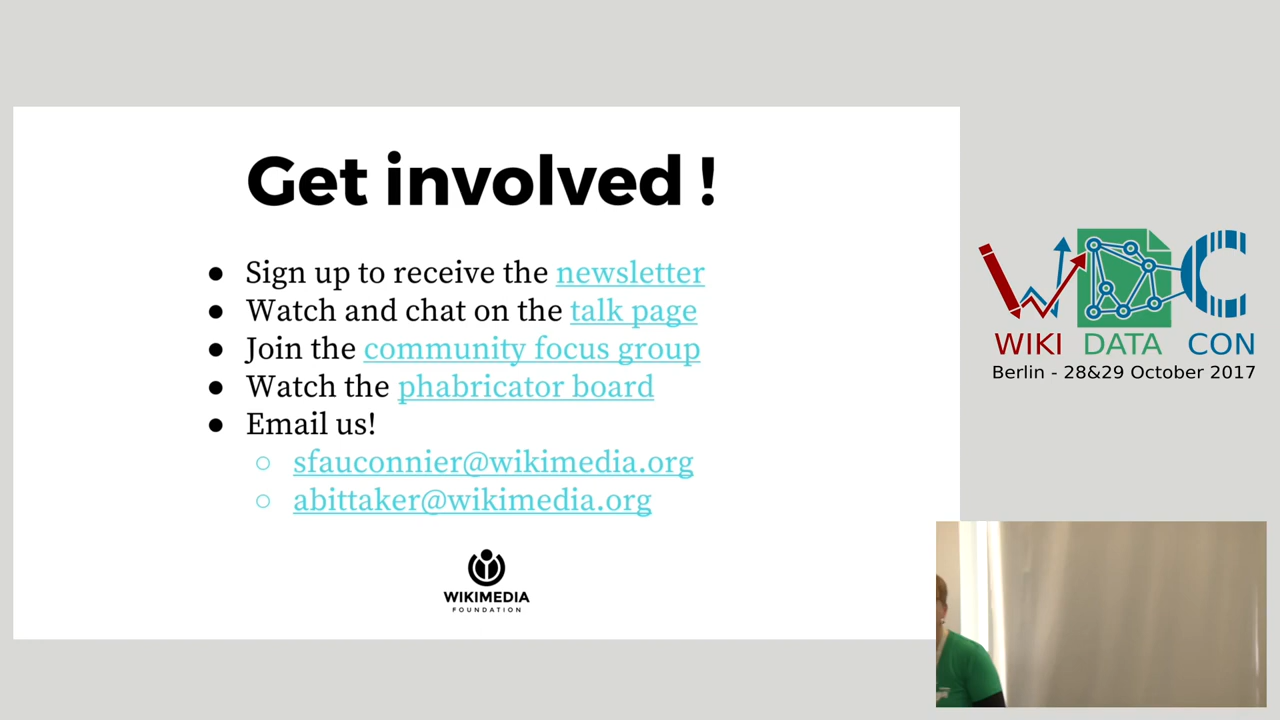 Get involved !
● Sign up to receive the newsletter
● Watch and chat on the talk page
● Join the community focus group
● Watch the phabricator board
● Email us!
○ sfauconnier@wikimedia.org
○ abittaker@wikimedia.org
WIKIMEDIA
FOUNDATION
WDC
WIKI DATA CON
Berlin - 28&29 October 2017